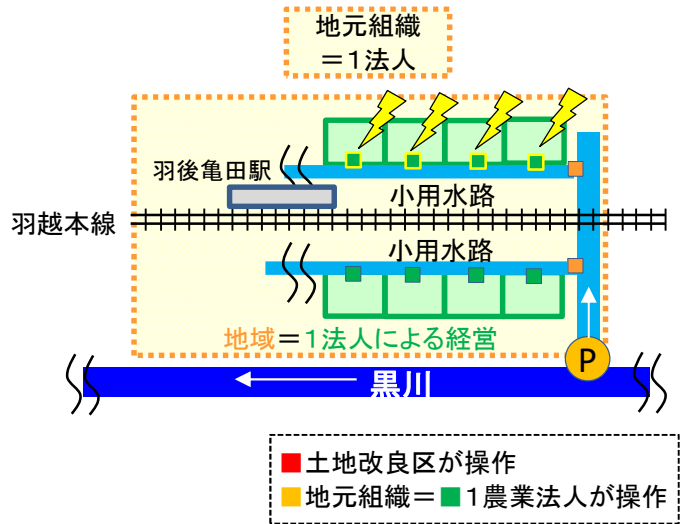 地元組織
＝１法人
羽後亀田駅
小用水路
羽越本線
小用水路
地域＝１法人による経営
P
黒川
■土地改良区が操作
■地元組織＝■１農業法人が操作